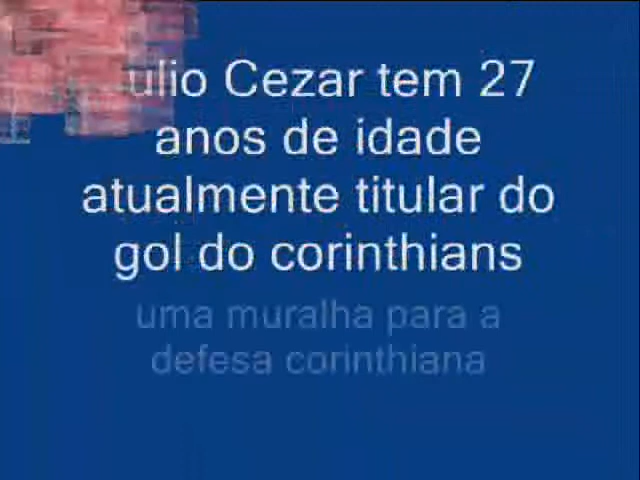 ulio Cezar tem 27
anos de idade
atualmente titular do
gol do corinthians
uma muralha para a
defesa corinthiana